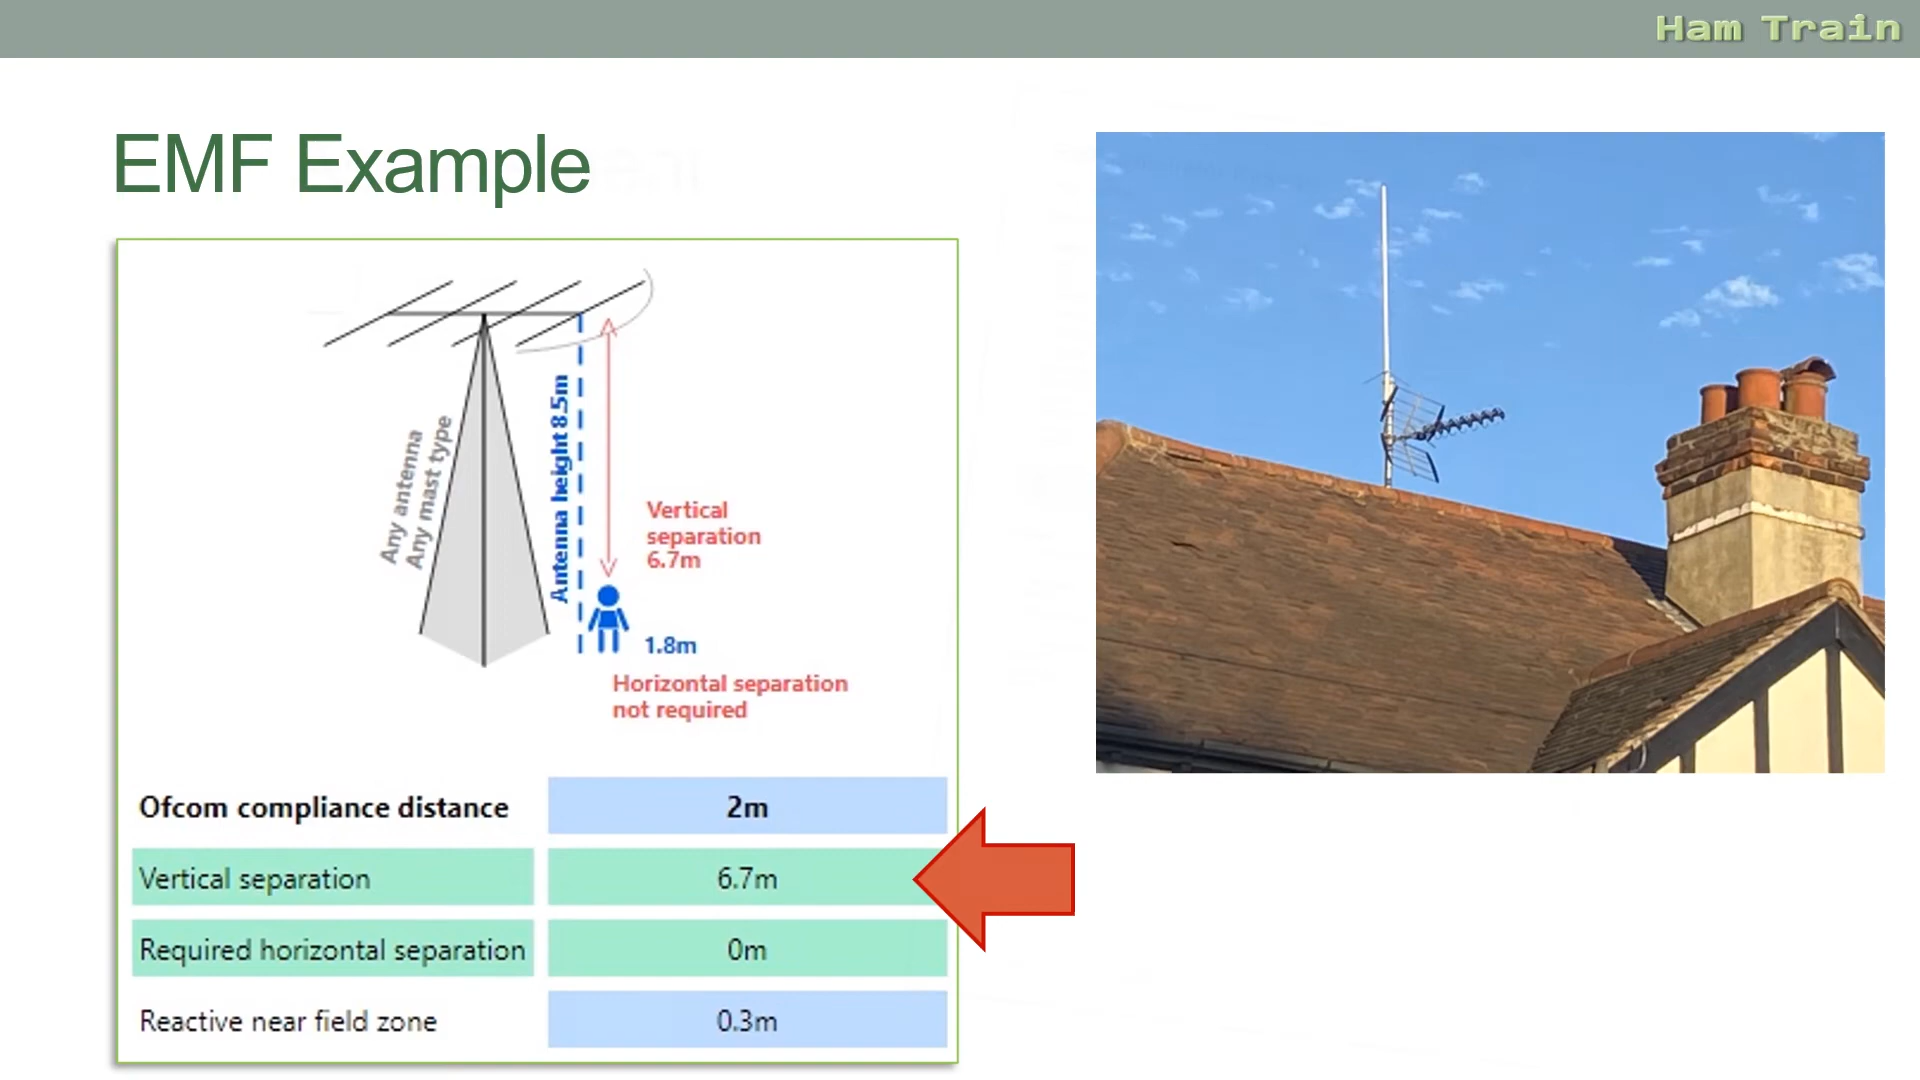 Ham Train
EMF Example
Any antenna
Any mast type
Antenna height 8.5m
Vertical
separation
6.7m
1.8m
Horizontal separation
not required
Ofcom compliance distance 2m
Vertical separation 6.7m
Required horizontal separation 0m
Reactive near field zone 0.3m